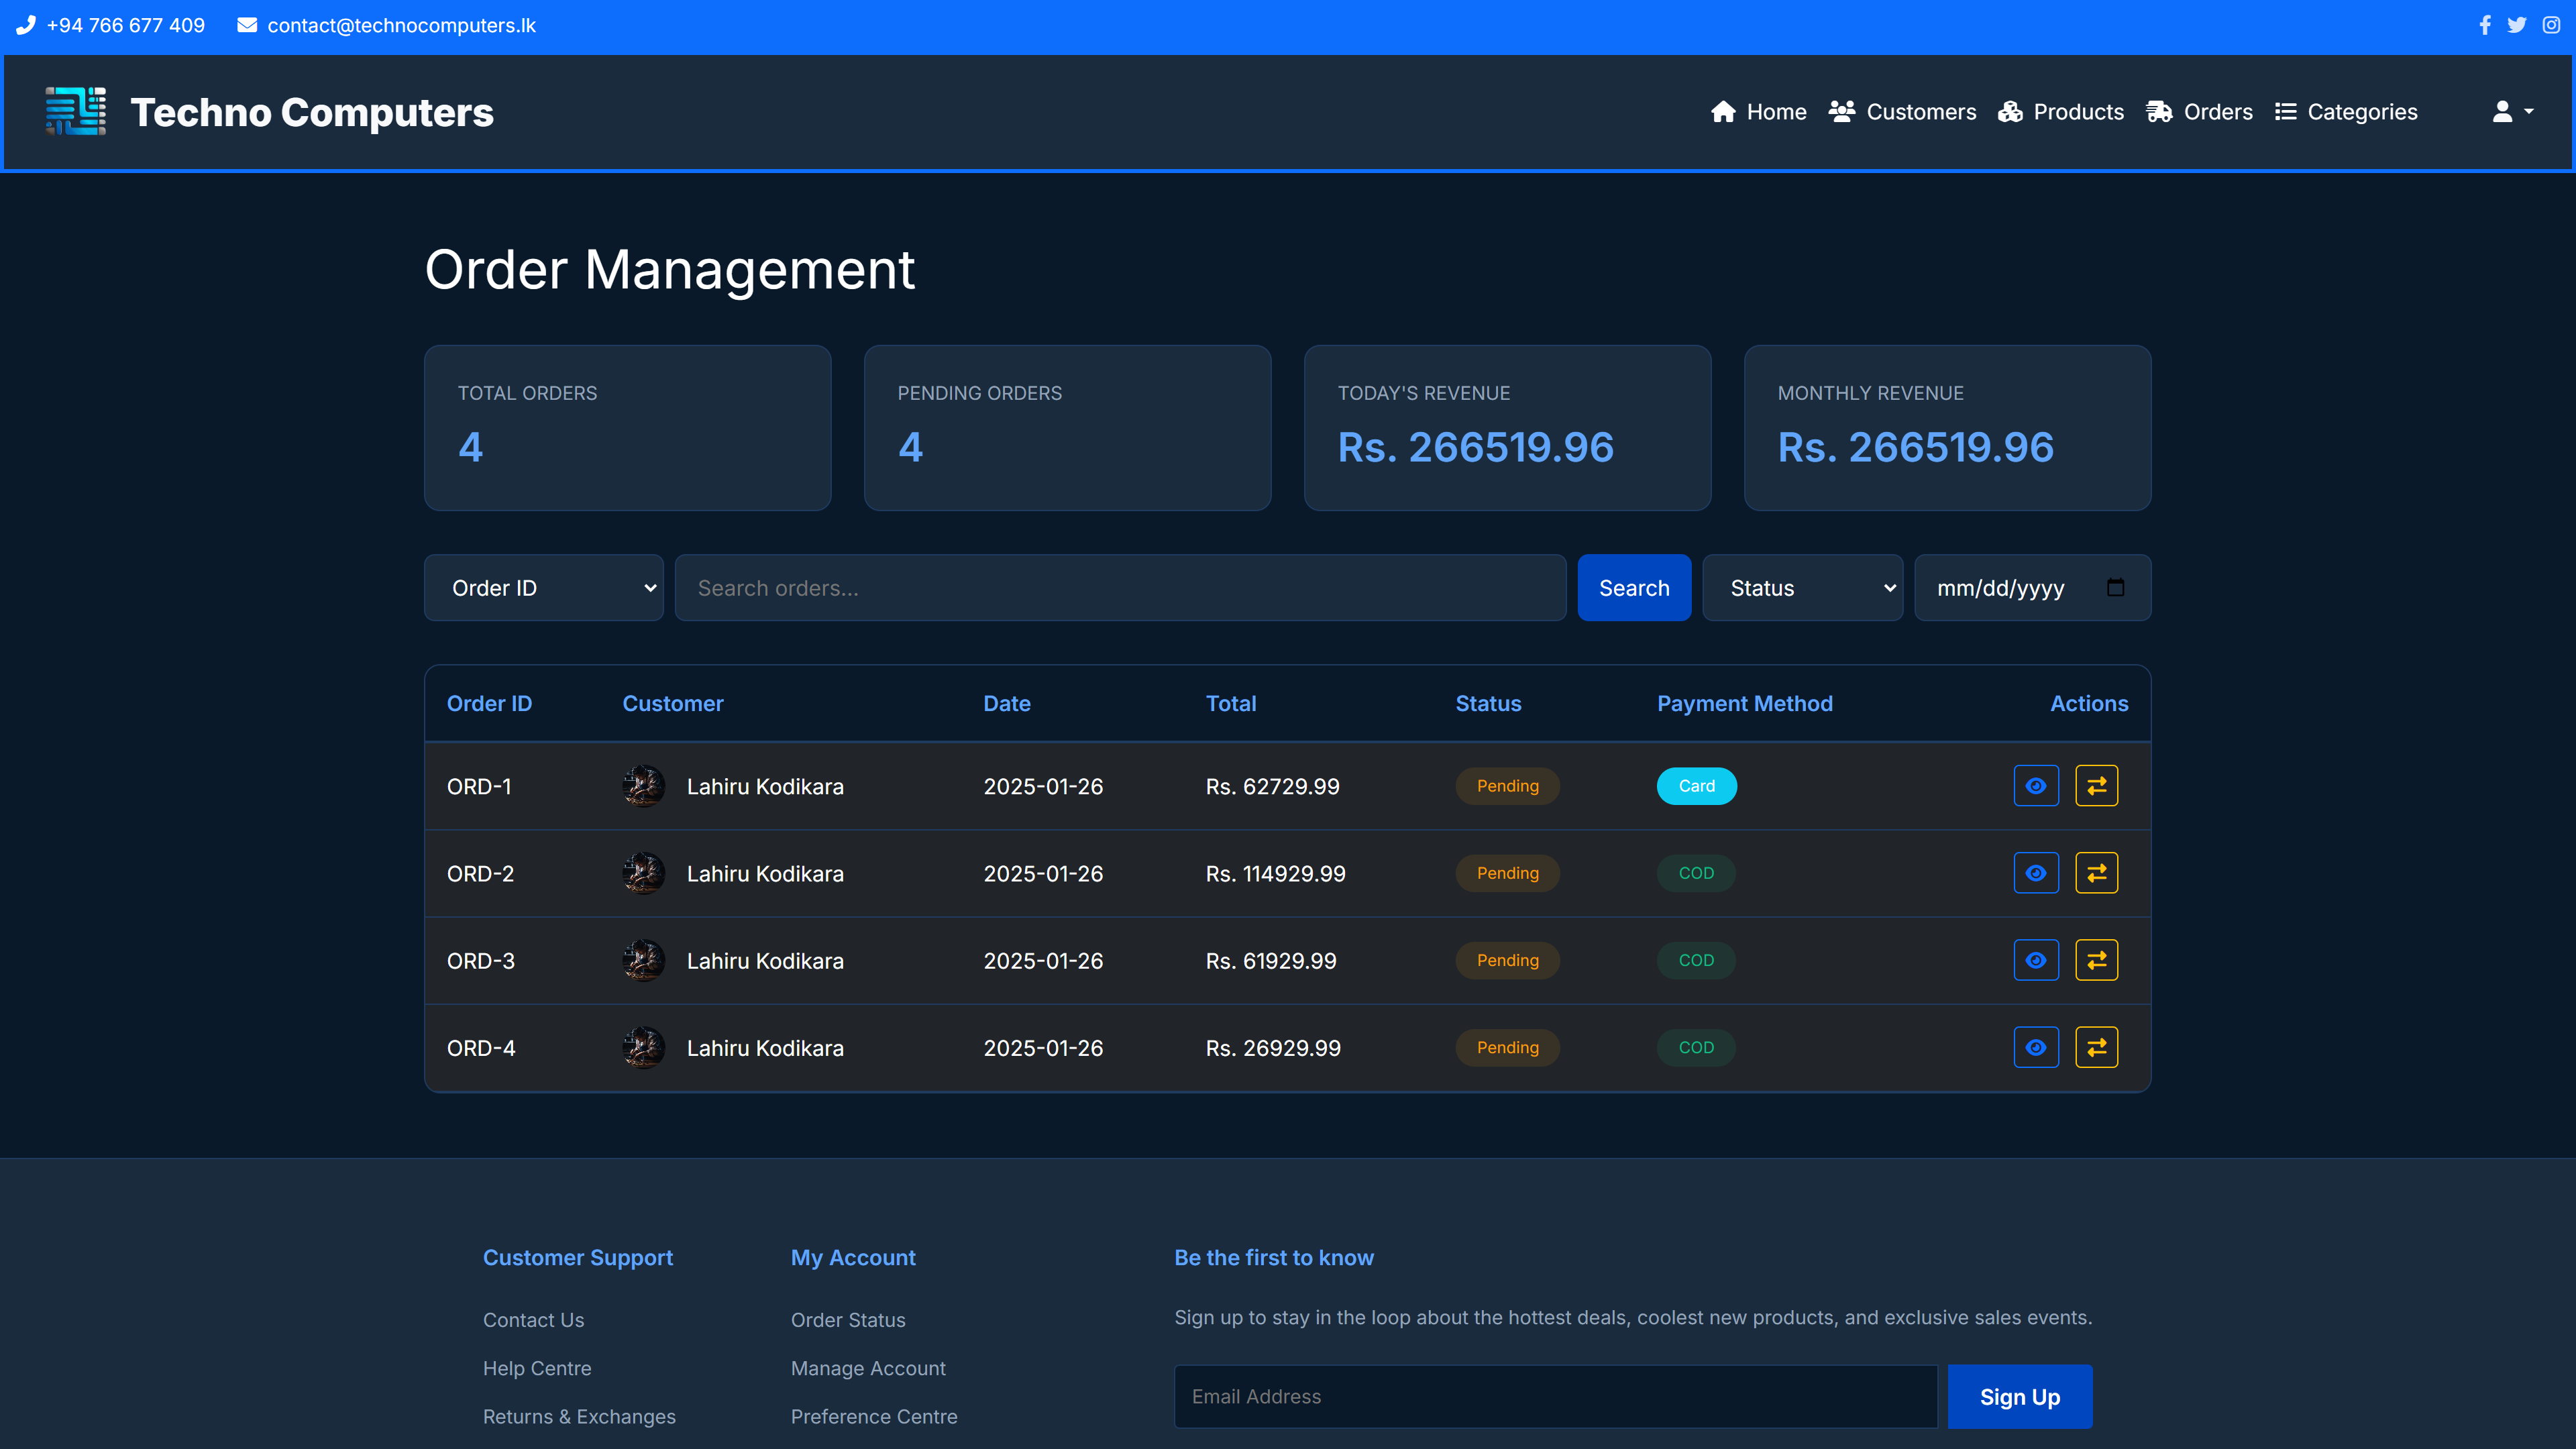 +94 766 677 409 contact@technocomputers.lk
Techno Computers Home Customers Products Orders Categories
Order Management
TOTAL ORDERS PENDING ORDERS TODAY'S REVENUE MONTHLY REVENUE
4 4 Rs. 266519.96 Rs. 266519.96
Order ID Search orders... Search Status mm/dd/yyyy
Order ID Customer Date Total Status Payment Method Actions
ORD-1 Lahiru Kodikara 2025-01-26 Rs. 62729.99 Pending Card
ORD-2 Lahiru Kodikara 2025-01-26 Rs. 114929.99 Pending COD
ORD-3 Lahiru Kodikara 2025-01-26 Rs. 61929.99 Pending COD
ORD-4 Lahiru Kodikara 2025-01-26 Rs. 26929.99 Pending COD
Customer Support My Account Be the first to know
Contact Us Order Status Sign up to stay in the loop about the hottest deals, coolest new products, and exclusive sales events.
Help Centre Manage Account
Returns & Exchanges Preference Centre Email Address Sign Up